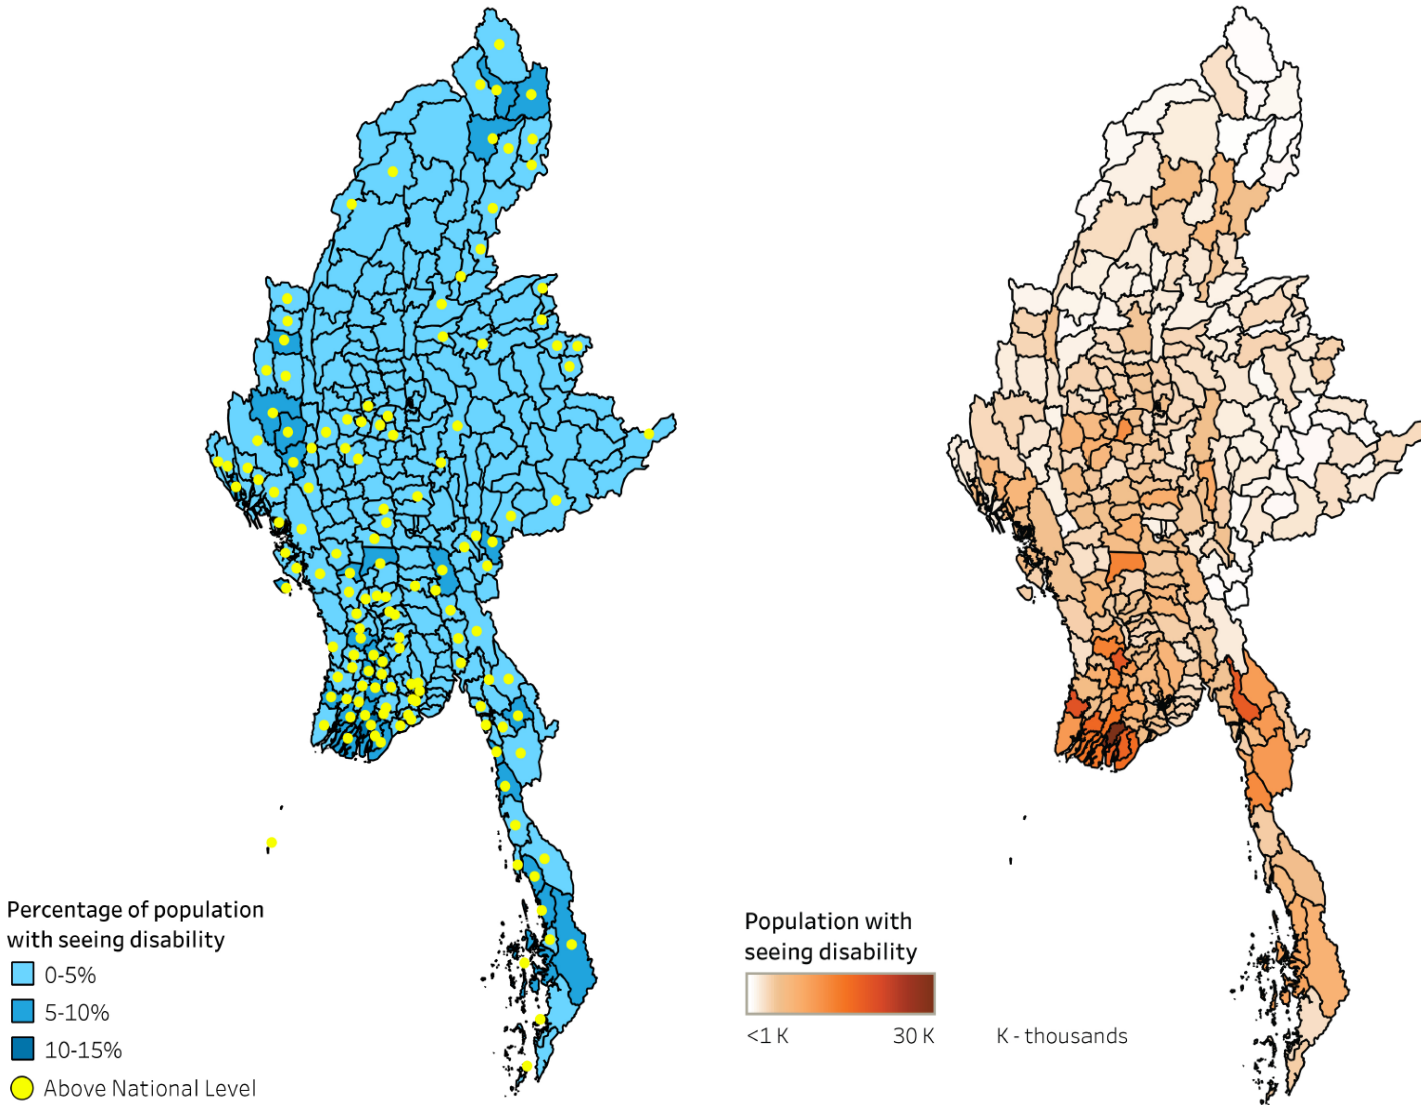 Percentage of population
with seeing disability
0-5%
5-10%
10-15%
Above National Level
Population with
seeing disability
<1 K
30 K
K - thousands